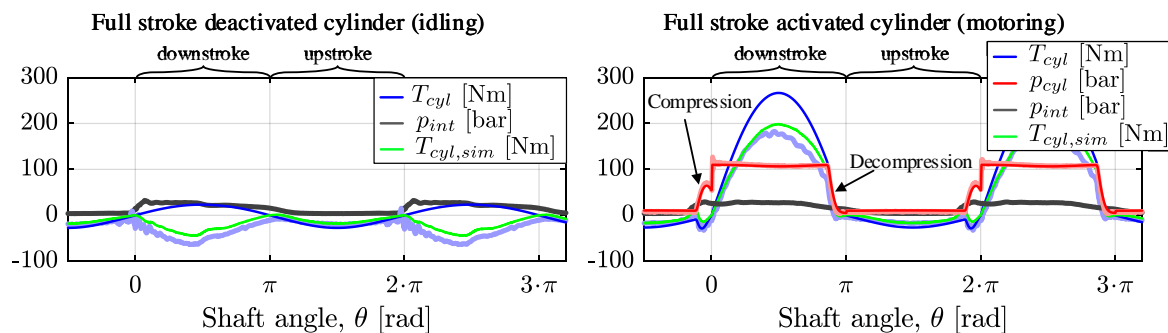 Full stroke deactivated cylinder (idling)
downstroke
upstroke
300
200
100
0
-100
T_cyl [Nm]
p_int [bar]
T_cyl,sim [Nm]
0
π
2·π
3·π
Shaft angle, θ [rad]
Full stroke activated cylinder (motoring)
downstroke
upstroke
300
200
100
0
-100
Compression
Decompression
T_cyl [Nm]
p_cyl [bar]
p_int [bar]
T_cyl,sim [Nm]
0
π
2·π
3·π
Shaft angle, θ [rad]